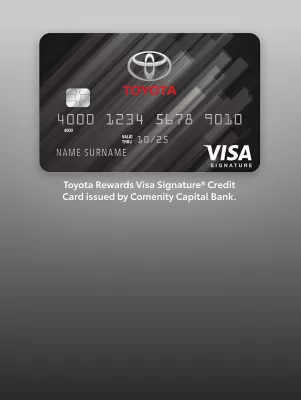 TOYOTA
4000 1234 5678 9010
4000
VALID
THRU 10/25
NAME SURNAME
VISA
SIGNATURE
Toyota Rewards Visa Signature® Credit
Card issued by Comenity Capital Bank.